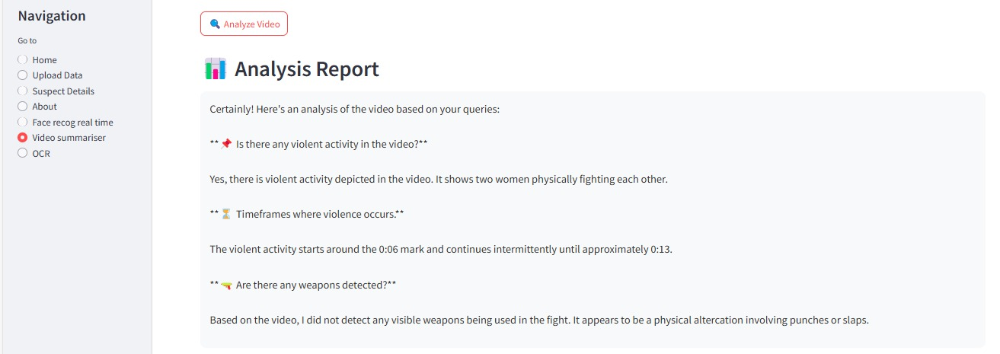 Navigation
Go to
Home
Upload Data
Suspect Details
About
Face recog real time
Video summariser
OCR
🔍 Analyze Video
📊 Analysis Report
Certainly! Here's an analysis of the video based on your queries:
**📌 Is there any violent activity in the video?**
Yes, there is violent activity depicted in the video. It shows two women physically fighting each other.
**⏳ Timeframes where violence occurs.**
The violent activity starts around the 0:06 mark and continues intermittently until approximately 0:13.
**🔫 Are there any weapons detected?**
Based on the video, I did not detect any visible weapons being used in the fight. It appears to be a physical altercation involving punches or slaps.